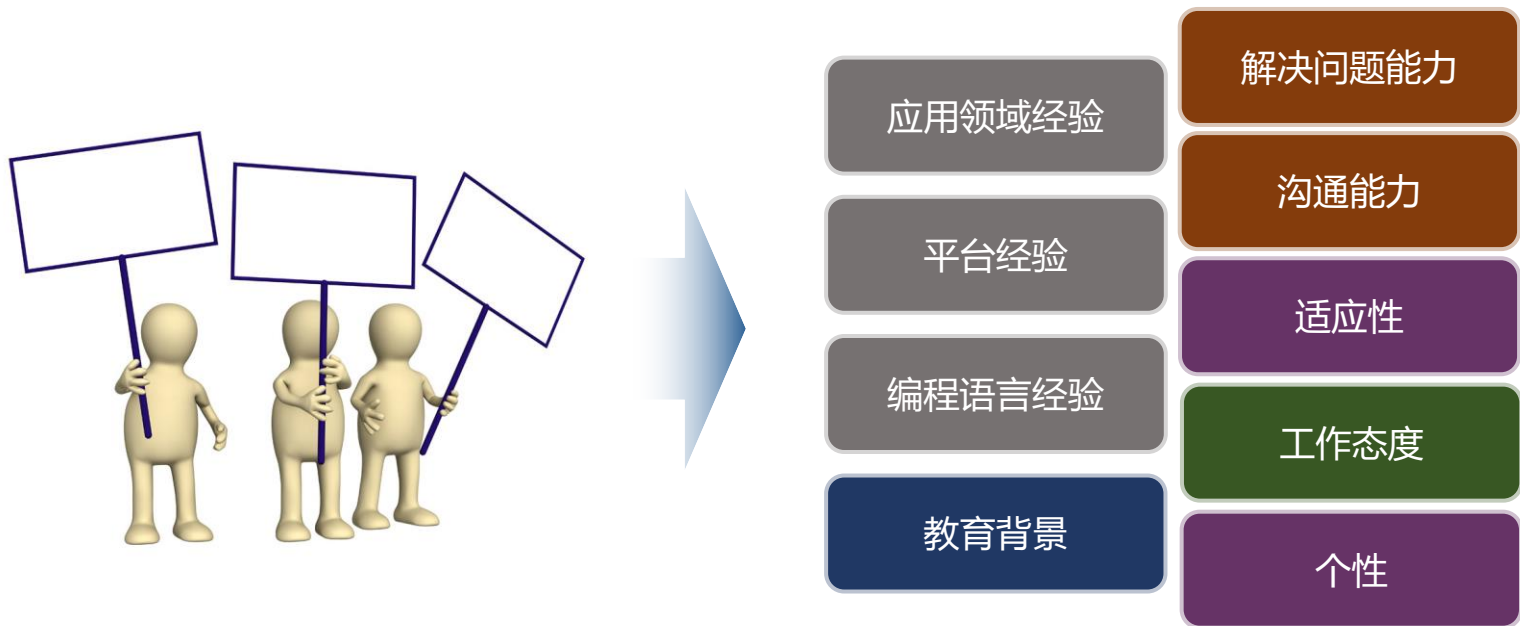 应用领域经验
平台经验
编程语言经验
教育背景
解决问题能力
沟通能力
适应性
工作态度
个性